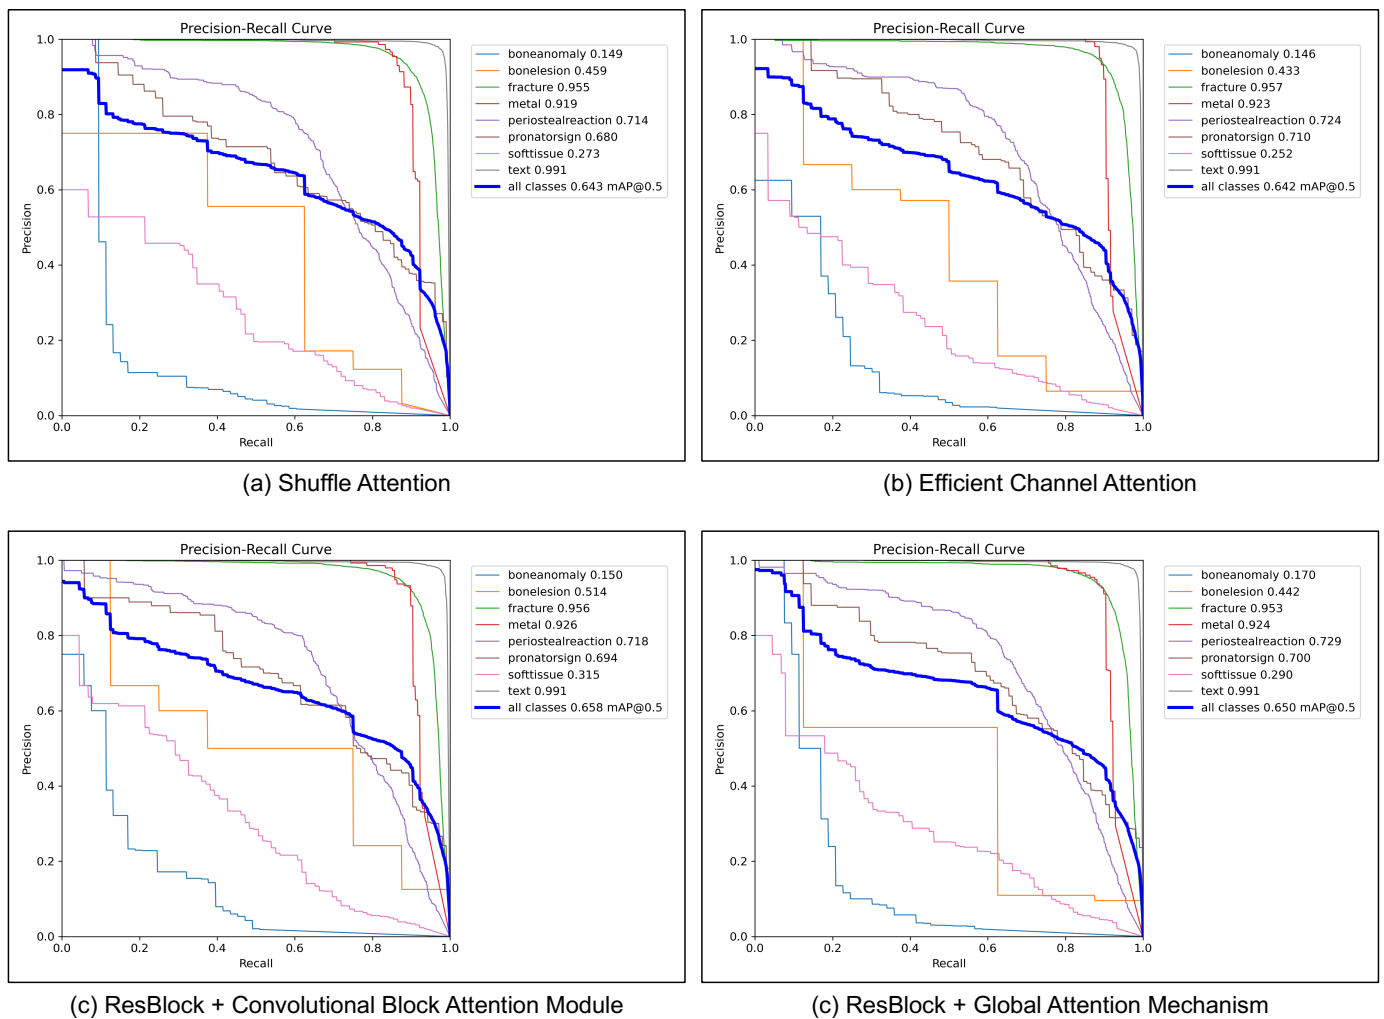 Precision-Recall Curve
1.0
0.8
0.6
0.4
0.2
0.0
Precision
0.0 0.2 0.4 0.6 0.8 1.0
Recall
boneanomaly 0.149
bonelesion 0.459
fracture 0.955
metal 0.919
periostealreaction 0.714
pronatorsign 0.680
softtissue 0.273
text 0.991
all classes 0.643 mAP@0.5
(a) Shuffle Attention
Precision-Recall Curve
1.0
0.8
0.6
0.4
0.2
0.0
Precision
0.0 0.2 0.4 0.6 0.8 1.0
Recall
boneanomaly 0.146
bonelesion 0.433
fracture 0.957
metal 0.923
periostealreaction 0.724
pronatorsign 0.710
softtissue 0.252
text 0.991
all classes 0.642 mAP@0.5
(b) Efficient Channel Attention
Precision-Recall Curve
1.0
0.8
0.6
0.4
0.2
0.0
Precision
0.0 0.2 0.4 0.6 0.8 1.0
Recall
boneanomaly 0.150
bonelesion 0.514
fracture 0.956
metal 0.926
periostealreaction 0.718
pronatorsign 0.694
softtissue 0.315
text 0.991
all classes 0.658 mAP@0.5
(c) ResBlock + Convolutional Block Attention Module
Precision-Recall Curve
1.0
0.8
0.6
0.4
0.2
0.0
Precision
0.0 0.2 0.4 0.6 0.8 1.0
Recall
boneanomaly 0.170
bonelesion 0.442
fracture 0.953
metal 0.924
periostealreaction 0.729
pronatorsign 0.700
softtissue 0.290
text 0.991
all classes 0.650 mAP@0.5
(c) ResBlock + Global Attention Mechanism